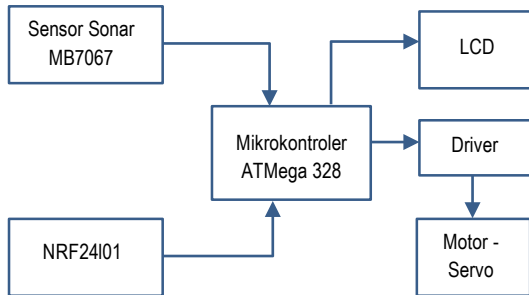 Sensor Sonar
MB7067
LCD
Mikrokontroler
ATMega 328
Driver
NRF24l01
Motor -
Servo